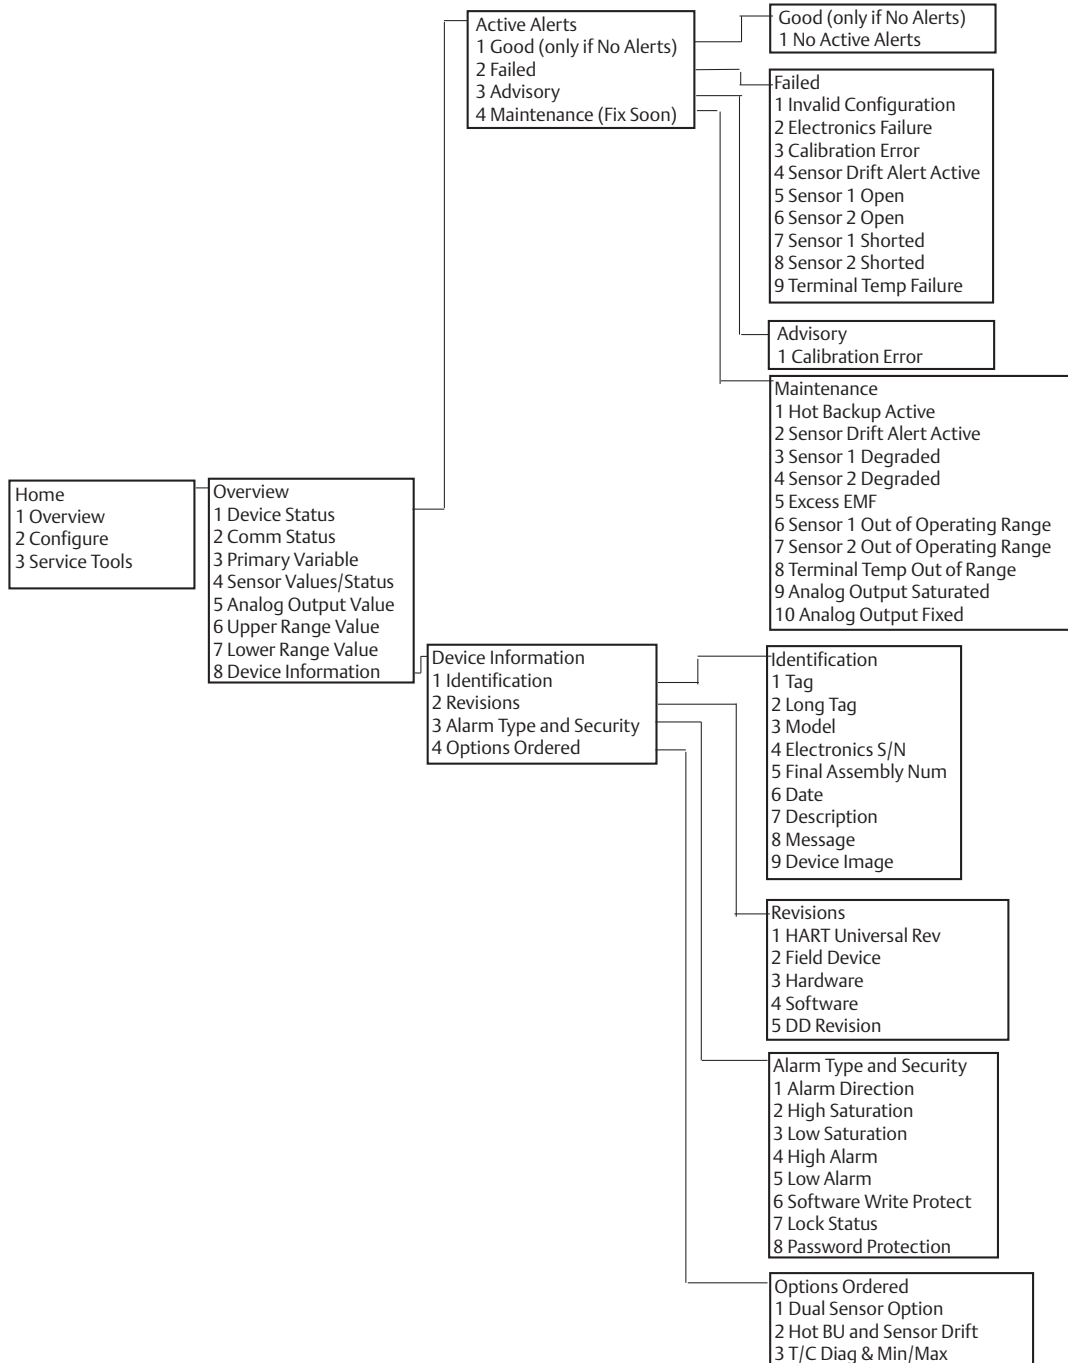 Active Alerts
1 Good (only if No Alerts)
2 Failed
3 Advisory
4 Maintenance (Fix Soon)
Good (only if No Alerts)
1 No Active Alerts
Failed
1 Invalid Configuration
2 Electronics Failure
3 Calibration Error
4 Sensor Drift Alert Active
5 Sensor 1 Open
6 Sensor 2 Open
7 Sensor 1 Shorted
8 Sensor 2 Shorted
9 Terminal Temp Failure
Advisory
1 Calibration Error
Maintenance
1 Hot Backup Active
2 Sensor Drift Alert Active
3 Sensor 1 Degraded
4 Sensor 2 Degraded
5 Excess EMF
6 Sensor 1 Out of Operating Range
7 Sensor 2 Out of Operating Range
8 Terminal Temp Out of Range
9 Analog Output Saturated
10 Analog Output Fixed
Home
1 Overview
2 Configure
3 Service Tools
Overview
1 Device Status
2 Comm Status
3 Primary Variable
4 Sensor Values/Status
5 Analog Output Value
6 Upper Range Value
7 Lower Range Value
8 Device Information
Device Information
1 Identification
2 Revisions
3 Alarm Type and Security
4 Options Ordered
Identification
1 Tag
2 Long Tag
3 Model
4 Electronics S/N
5 Final Assembly Num
6 Date
7 Description
8 Message
9 Device Image
Revisions
1 HART Universal Rev
2 Field Device
3 Hardware
4 Software
5 DD Revision
Alarm Type and Security
1 Alarm Direction
2 High Saturation
3 Low Saturation
4 High Alarm
5 Low Alarm
6 Software Write Protect
7 Lock Status
8 Password Protection
Options Ordered
1 Dual Sensor Option
2 Hot BU and Sensor Drift
3 T/C Diag & Min/Max